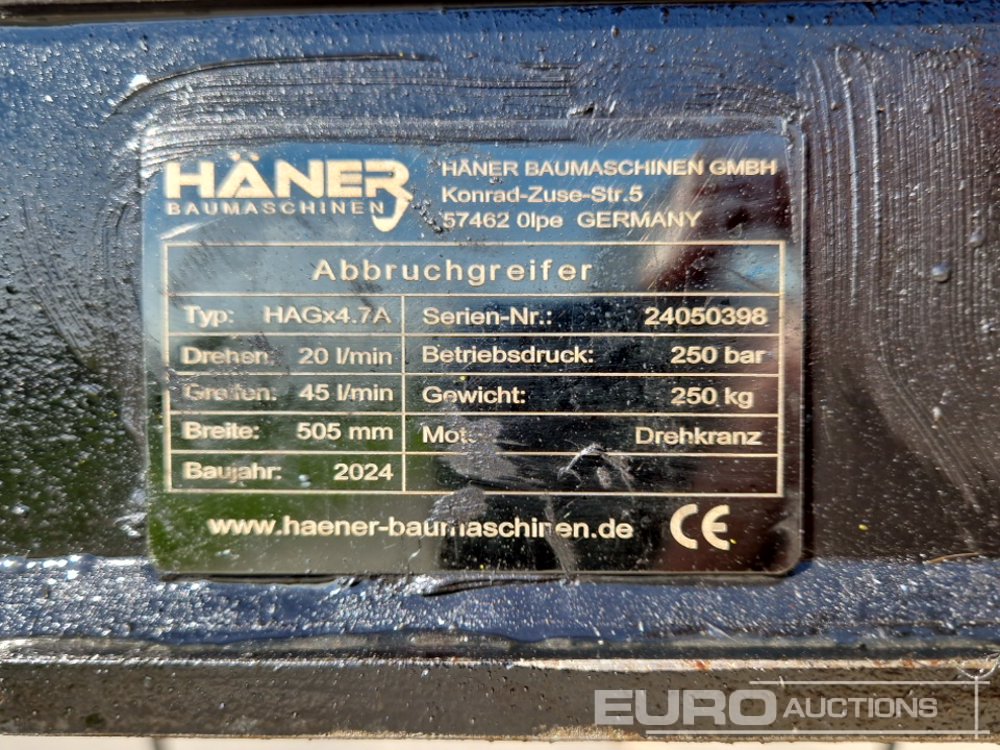 HÄNER
BAUMASCHINEN
HÄNER BAUMASCHINEN GMBH
Konrad-Zuse-Str.5
57462 Olpe GERMANY
Abbruchgreifer
Typ: HAGx4.7A Serien-Nr.: 24050398
Drehen: 20 l/min Betriebsdruck: 250 bar
Greifen: 45 l/min Gewicht: 250 kg
Breite: 505 mm Drehkranz
Baujahr: 2024
www.haener-baumaschinen.de CE
EURO AUCTIONS